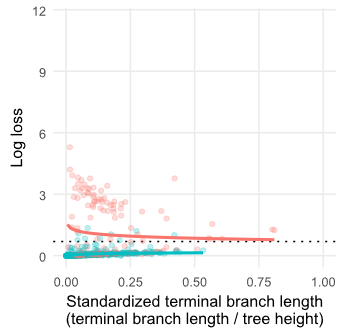 12
9
6
3
0
Log loss
0.00 0.25 0.50 0.75 1.00
Standardized terminal branch length
(terminal branch length / tree height)